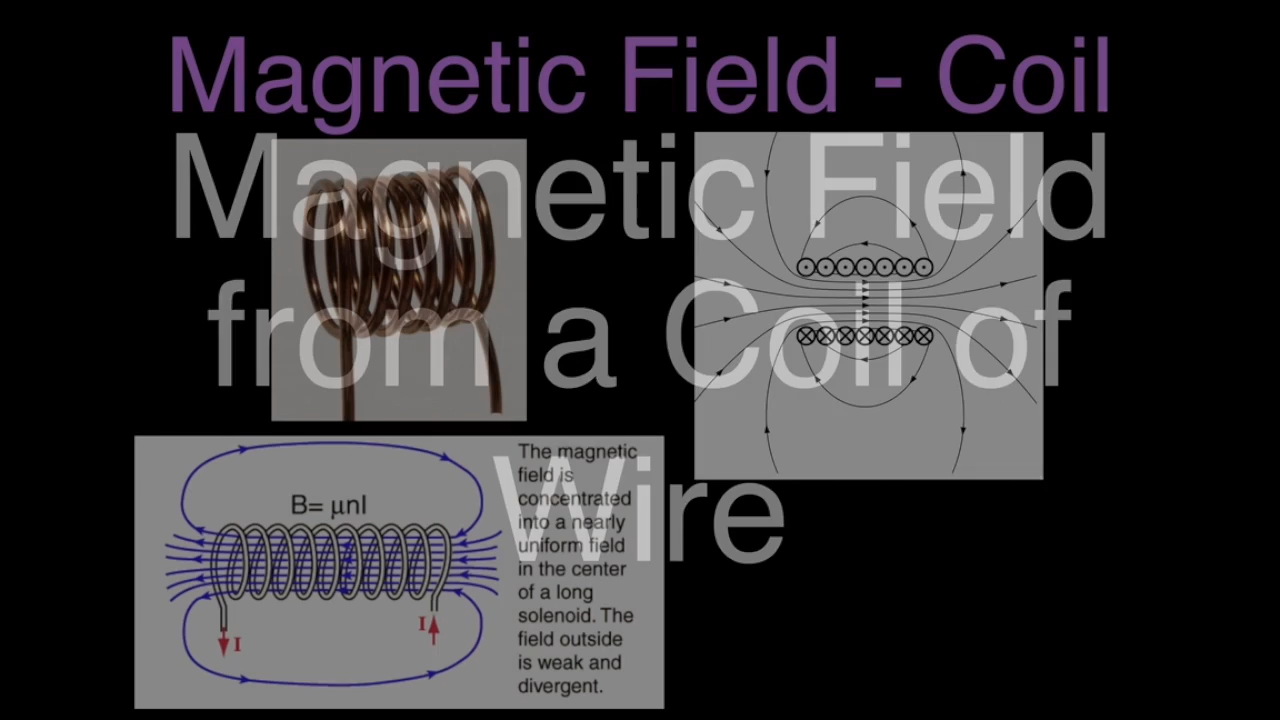 Magnetic Field - Coil
Magnetic Field
from a Coil of
Wire
B= μnI
I
I
The magnetic
field is
concentrated
into a nearly
uniform field
in the center
of a long
solenoid. The
field outside
is weak and
divergent.